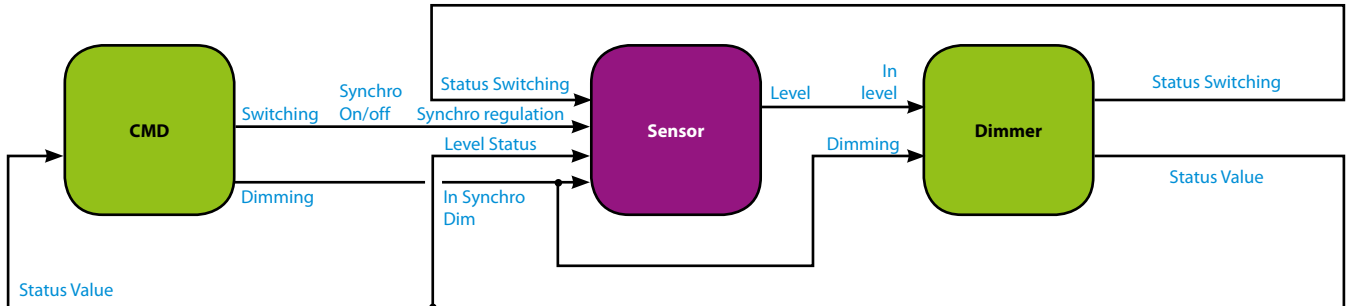 Status Switching
In
level
Level
Status Switching
Synchro
On/off
Switching
Synchro regulation
CMD
Sensor
Dimmer
Level Status
Dimming
Status Value
Dimming
In Synchro
Dim
Status Value